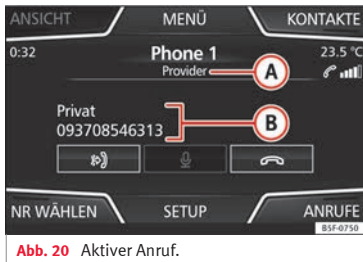 ANSICHT MENÜ KONTAKTE
0:32 Phone 1 23.5 °C
Provider A
Privat
093708546313 B
NR WÄHLEN SETUP ANRUFE
B5F-0750
Abb. 20 Aktiver Anruf.